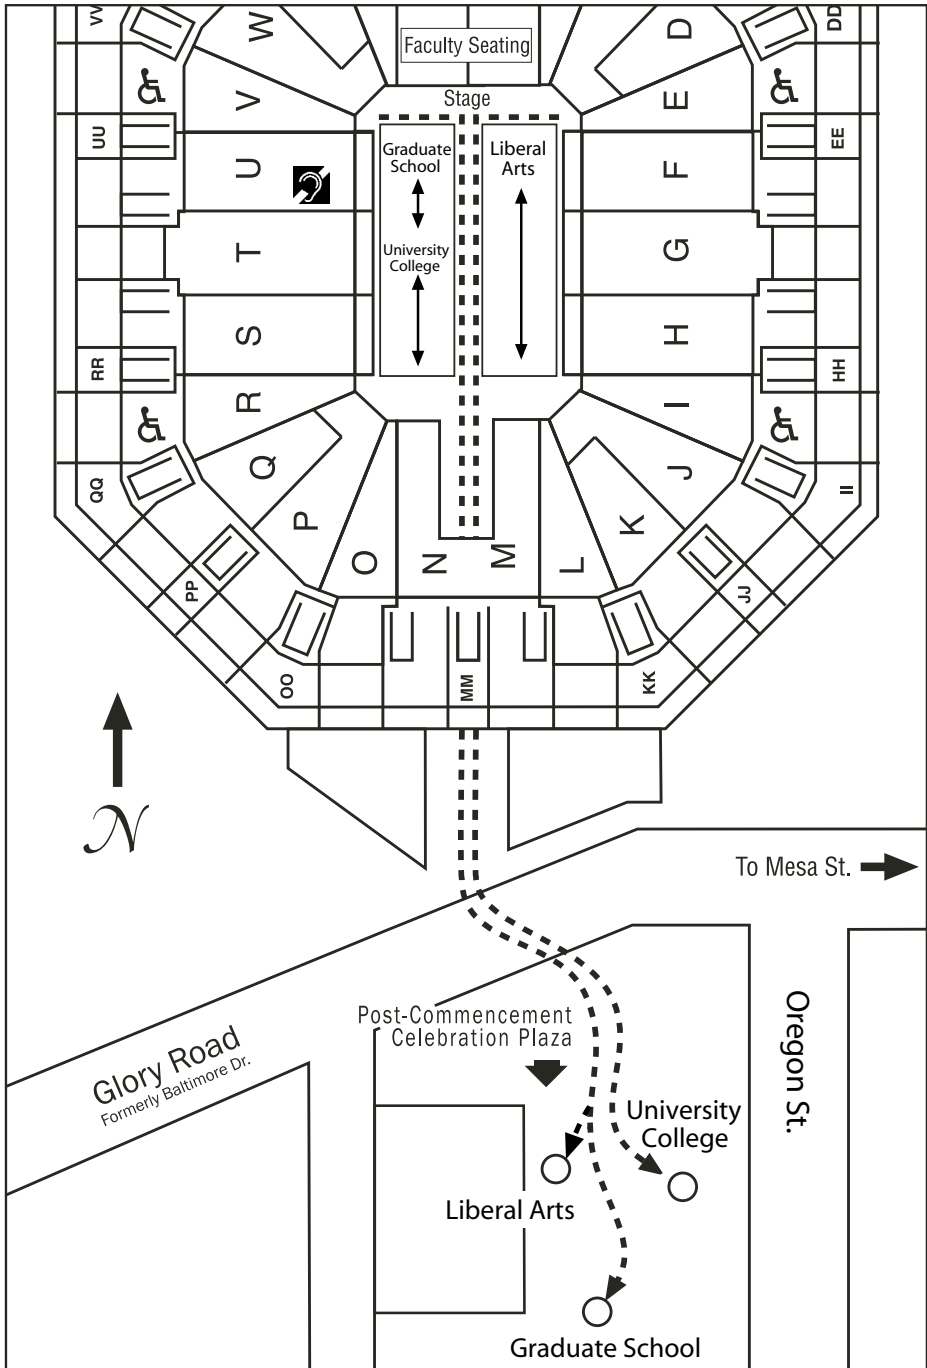 VV
W
Faculty Seating
D
DD
V
Stage
E
UU
EE
Graduate
School
Liberal
Arts
U
F
University
College
T
G
S
H
RR
HH
R
I
Q
J
QQ
II
P
K
O
N
M
L
PP
JJ
OO
MM
KK
N
To Mesa St.
Post-Commencement
Celebration Plaza
Oregon St.
Glory Road
Formerly Baltimore Dr.
University
College
Liberal Arts
Graduate School